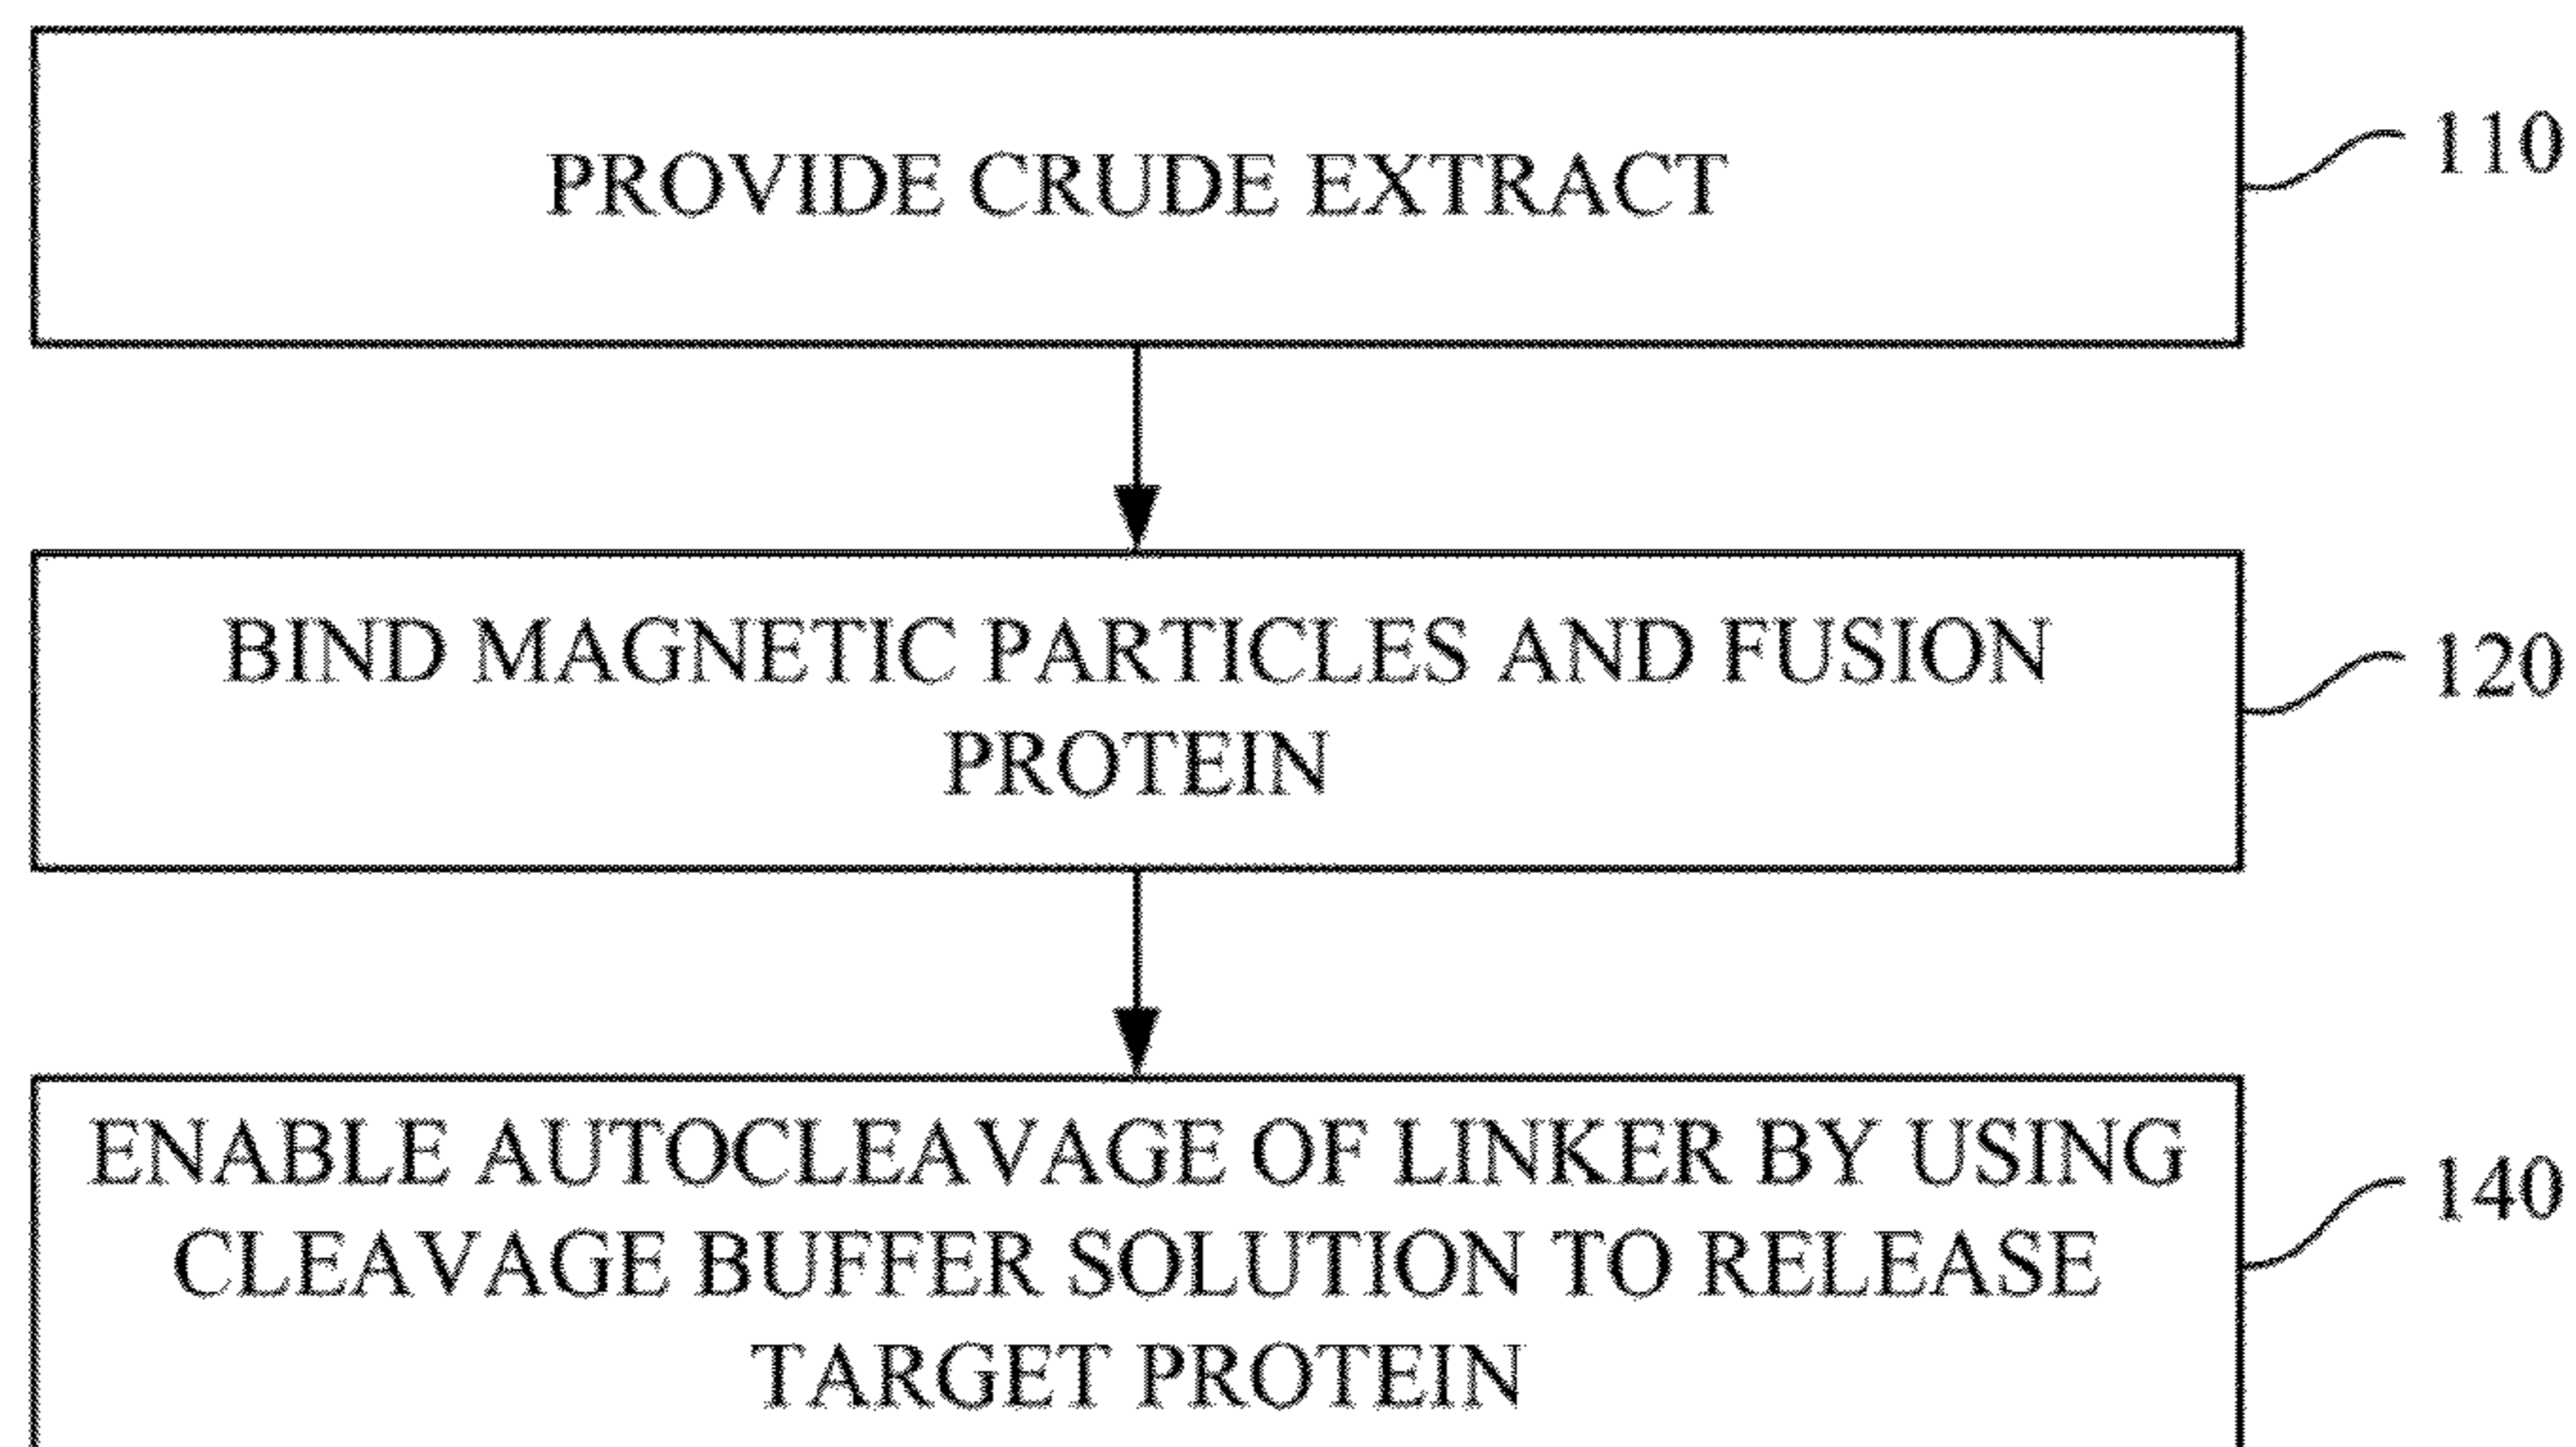 PROVIDE CRUDE EXTRACT
110
BIND MAGNETIC PARTICLES AND FUSION
PROTEIN
120
ENABLE AUTOCLEAVAGE OF LINKER BY USING
CLEAVAGE BUFFER SOLUTION TO RELEASE
TARGET PROTEIN
140